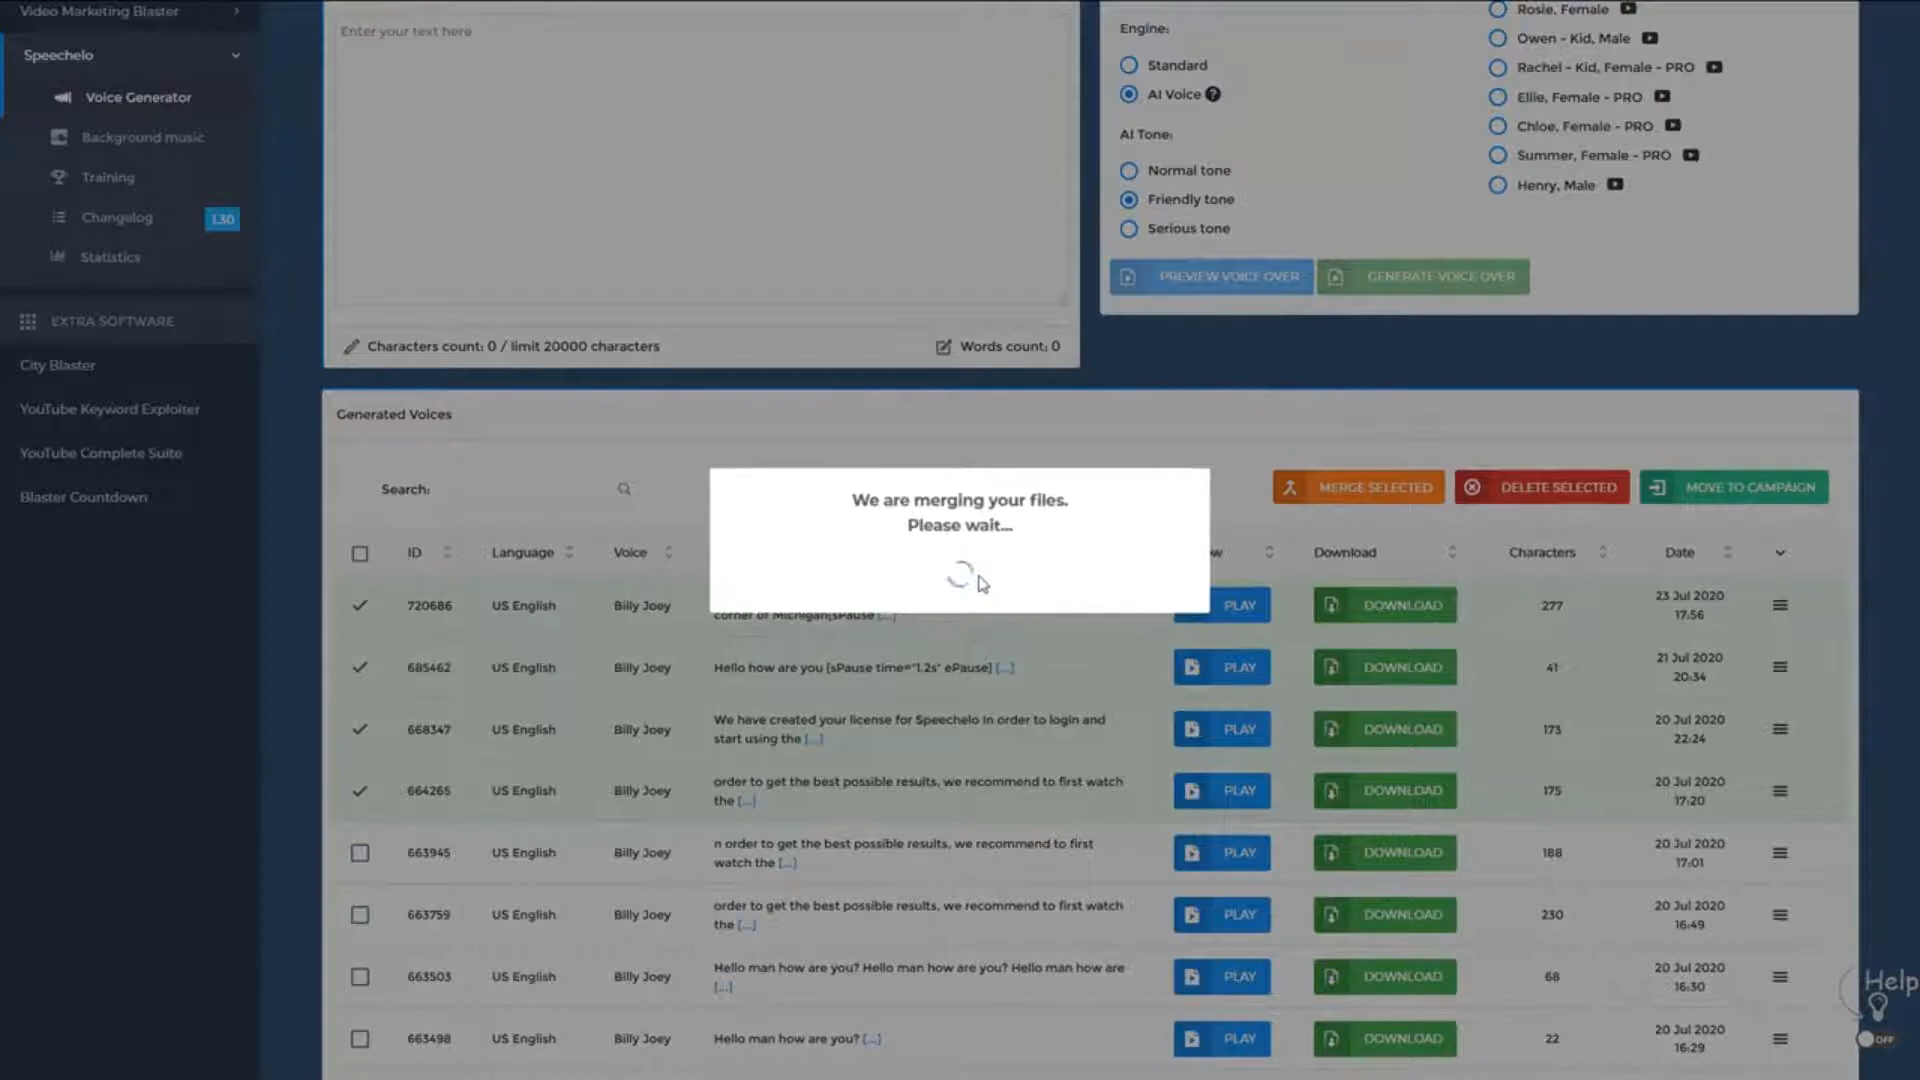 Video Marketing Blaster
Speechelo
Voice Generator
Background music
Training
Changelog
130
Statistics
EXTRA SOFTWARE
City Blaster
YouTube Keyword Exploiter
YouTube Complete Suite
Blaster Countdown
Enter your text here
Characters count: 0 / limit 20000 characters
Words count: 0
Engine:
Standard
AI Voice
AI Tone:
Normal tone
Friendly tone
Serious tone
Rosie, Female
Owen - Kid, Male
Rachel - Kid, Female - PRO
Ellie, Female - PRO
Chloe, Female - PRO
Summer, Female - PRO
Henry, Male
PREVIEW VOICE OVER
GENERATE VOICE OVER
Generated Voices
Search:
MERGE SELECTED
DELETE SELECTED
MOVE TO CAMPAIGN
We are merging your files.
Please wait...
ID Language Voice Download Characters Date
720686 US English Billy Joey corner of Michigan[sPause [...] PLAY DOWNLOAD 277 23 Jul 2020
17:56
685462 US English Billy Joey Hello how are you [sPause time="1.2s" ePause] [...] PLAY DOWNLOAD 41 21 Jul 2020
20:34
668347 US English Billy Joey We have created your license for Speechelo In order to login and
start using the [...] PLAY DOWNLOAD 173 20 Jul 2020
22:24
664265 US English Billy Joey order to get the best possible results, we recommend to first watch
the [...] PLAY DOWNLOAD 175 20 Jul 2020
17:20
663945 US English Billy Joey n order to get the best possible results, we recommend to first
watch the [...] PLAY DOWNLOAD 188 20 Jul 2020
17:01
663759 US English Billy Joey order to get the best possible results, we recommend to first watch
the [...] PLAY DOWNLOAD 230 20 Jul 2020
16:49
663503 US English Billy Joey Hello man how are you? Hello man how are you? Hello man how are
[...] PLAY DOWNLOAD 68 20 Jul 2020
16:30
663498 US English Billy Joey Hello man how are you? [...] PLAY DOWNLOAD 22 20 Jul 2020
16:29
Help
OFF